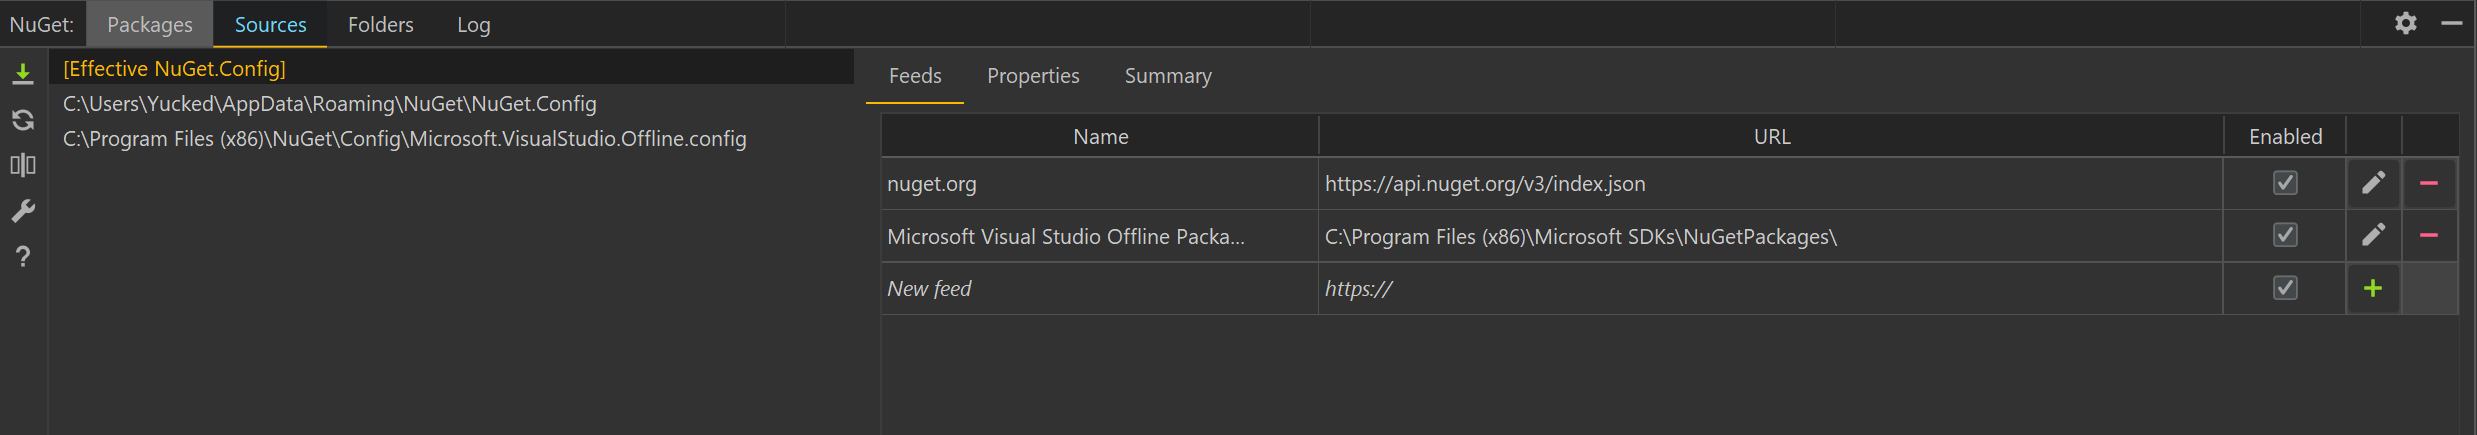 NuGet: Packages Sources Folders Log
[Effective NuGet.Config]
C:\Users\Yucked\AppData\Roaming\NuGet\NuGet.Config
C:\Program Files (x86)\NuGet\Config\Microsoft.VisualStudio.Offline.config
?
Feeds Properties Summary
Name URL Enabled
nuget.org https://api.nuget.org/v3/index.json
Microsoft Visual Studio Offline Packa... C:\Program Files (x86)\Microsoft SDKs\NuGetPackages\
New feed https://